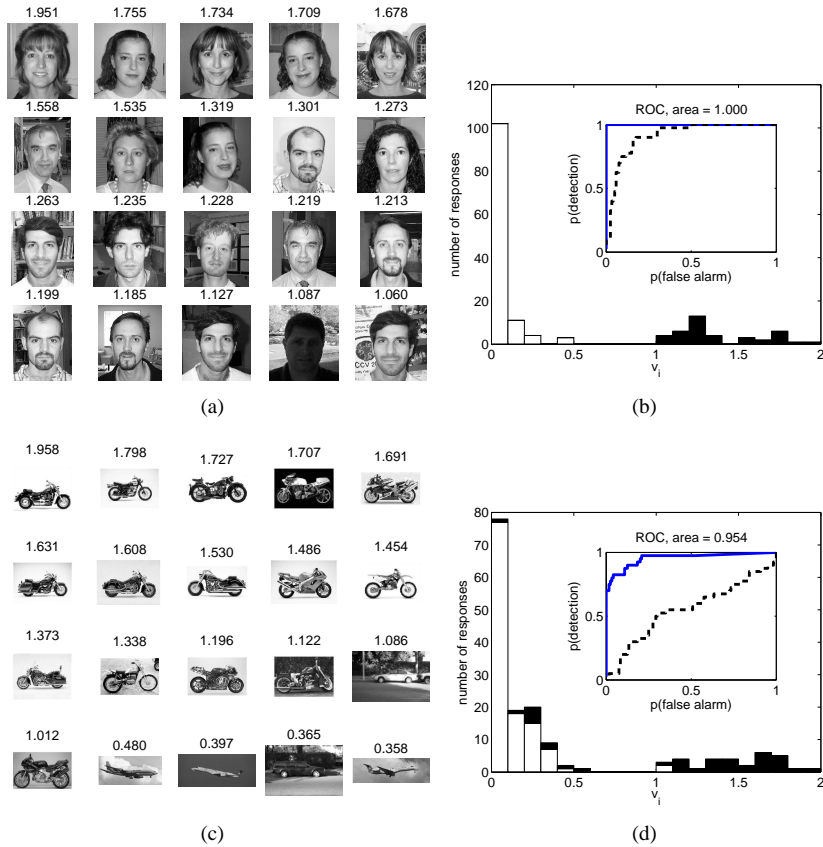 1.951 1.755 1.734 1.709 1.678
1.558 1.535 1.319 1.301 1.273
1.263 1.235 1.228 1.219 1.213
1.199 1.185 1.127 1.087 1.060
(a)
120
100
80
60
40
20
0
number of responses
0 0.5 1 1.5 2
v_i
ROC, area = 1.000
1
0.5
0
p(detection)
0 0.5 1
p(false alarm)
(b)
1.958 1.798 1.727 1.707 1.691
1.631 1.608 1.530 1.486 1.454
1.373 1.338 1.196 1.122 1.086
1.012 0.480 0.397 0.365 0.358
(c)
80
70
60
50
40
30
20
10
0
number of responses
0 0.5 1 1.5 2
v_i
ROC, area = 0.954
1
0.5
0
p(detection)
0 0.5 1
p(false alarm)
(d)